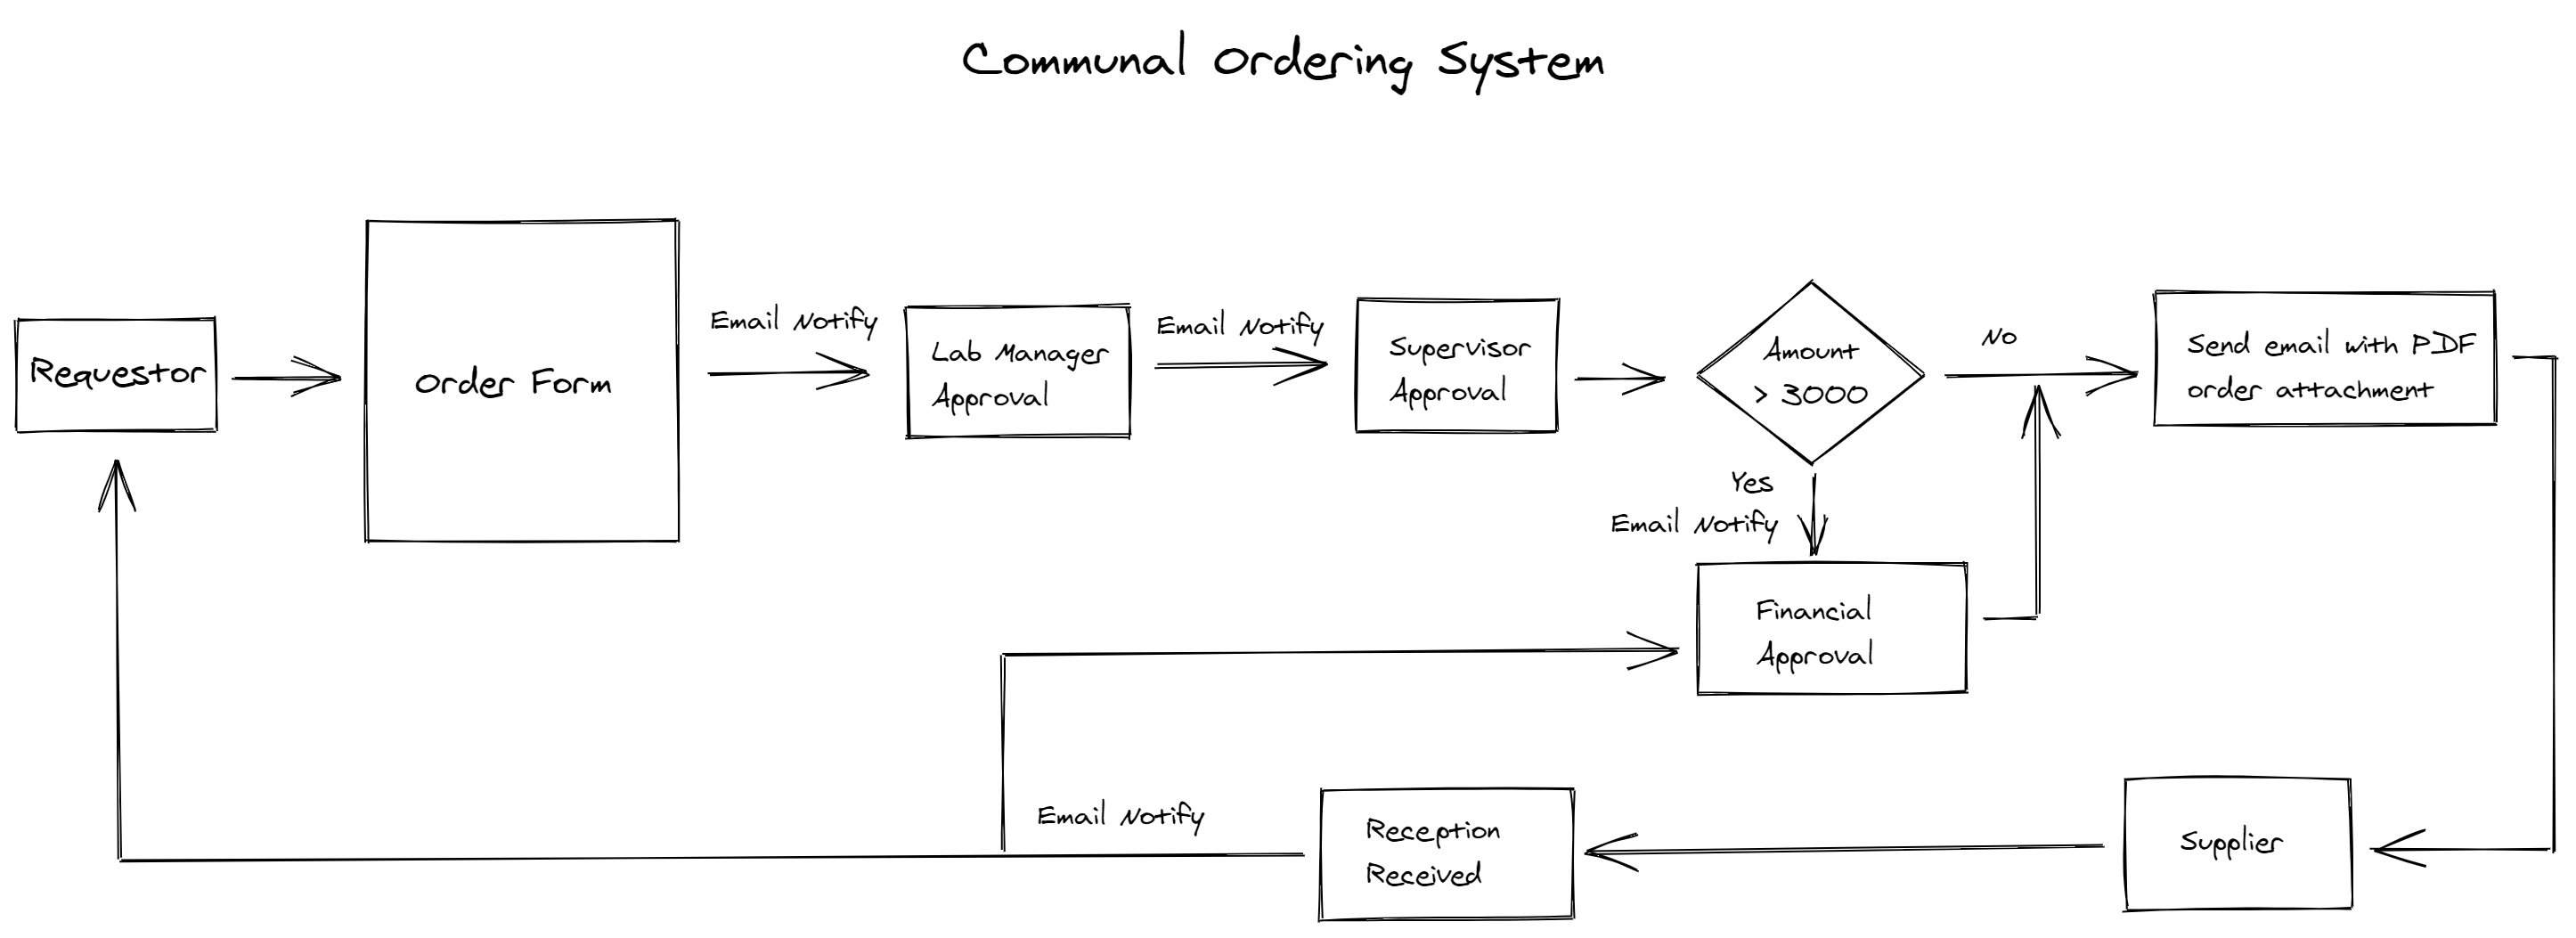 Communal Ordering System
Requestor
Order Form
Email Notify
Lab Manager
Approval
Email Notify
Supervisor
Approval
Amount
> 3000
No
Send email with PDF
order attachment
Yes
Email Notify
Financial
Approval
Email Notify
Reception
Received
Supplier